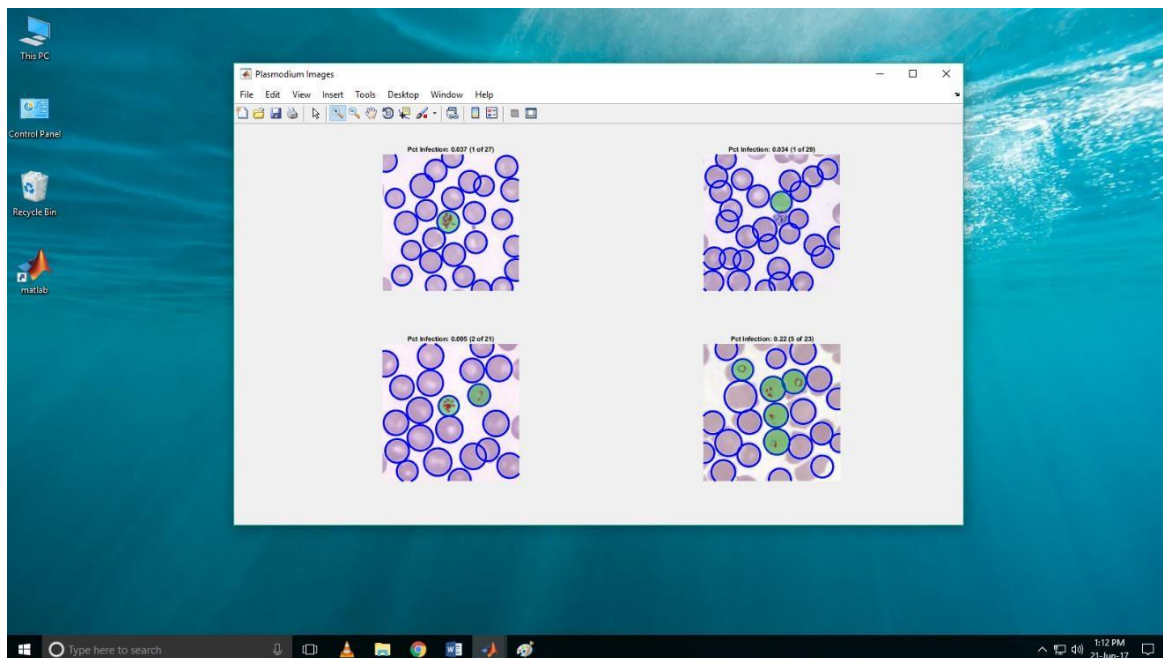 This PC
Control Panel
Recycle Bin
matlab
Plasmodium Images
File Edit View Insert Tools Desktop Window Help
Pct Infection: 0.037 (1 of 27)
Pct Infection: 0.034 (1 of 29)
Pct Infection: 0.095 (2 of 21)
Pct Infection: 0.22 (5 of 23)
Type here to search
1:12 PM
21-Jun-17